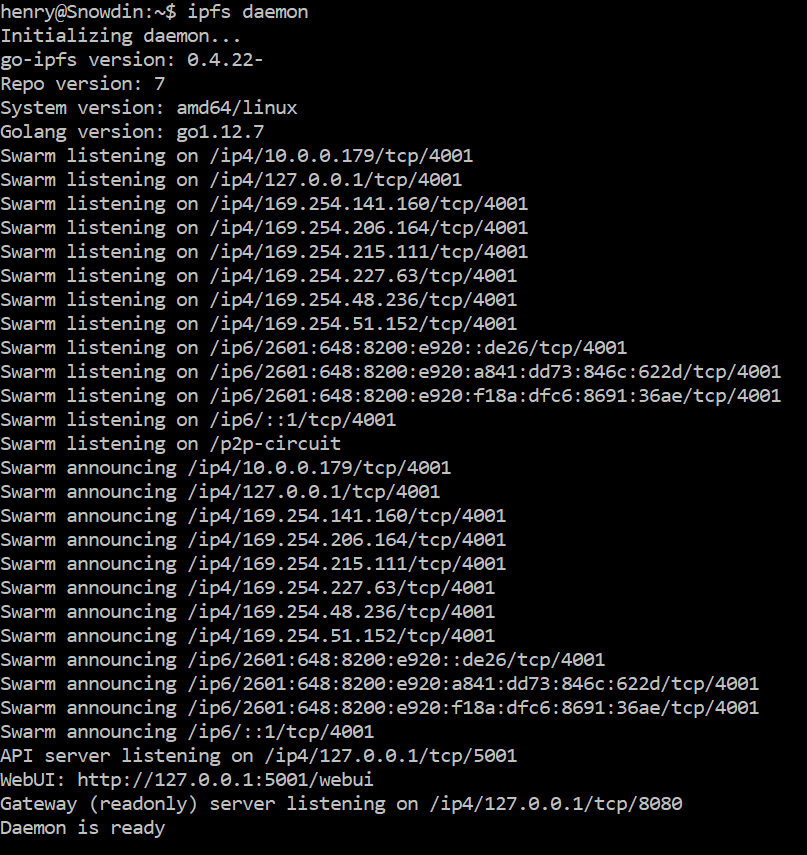 henry@Snowdin:~$ ipfs daemon
Initializing daemon...
go-ipfs version: 0.4.22-
Repo version: 7
System version: amd64/linux
Golang version: go1.12.7
Swarm listening on /ip4/10.0.0.179/tcp/4001
Swarm listening on /ip4/127.0.0.1/tcp/4001
Swarm listening on /ip4/169.254.141.160/tcp/4001
Swarm listening on /ip4/169.254.206.164/tcp/4001
Swarm listening on /ip4/169.254.215.111/tcp/4001
Swarm listening on /ip4/169.254.227.63/tcp/4001
Swarm listening on /ip4/169.254.48.236/tcp/4001
Swarm listening on /ip4/169.254.51.152/tcp/4001
Swarm listening on /ip6/2601:648:8200:e920::de26/tcp/4001
Swarm listening on /ip6/2601:648:8200:e920:a841:dd73:846c:622d/tcp/4001
Swarm listening on /ip6/2601:648:8200:e920:f18a:dfc6:8691:36ae/tcp/4001
Swarm listening on /ip6/::1/tcp/4001
Swarm listening on /p2p-circuit
Swarm announcing /ip4/10.0.0.179/tcp/4001
Swarm announcing /ip4/127.0.0.1/tcp/4001
Swarm announcing /ip4/169.254.141.160/tcp/4001
Swarm announcing /ip4/169.254.206.164/tcp/4001
Swarm announcing /ip4/169.254.215.111/tcp/4001
Swarm announcing /ip4/169.254.227.63/tcp/4001
Swarm announcing /ip4/169.254.48.236/tcp/4001
Swarm announcing /ip4/169.254.51.152/tcp/4001
Swarm announcing /ip6/2601:648:8200:e920::de26/tcp/4001
Swarm announcing /ip6/2601:648:8200:e920:a841:dd73:846c:622d/tcp/4001
Swarm announcing /ip6/2601:648:8200:e920:f18a:dfc6:8691:36ae/tcp/4001
Swarm announcing /ip6/::1/tcp/4001
API server listening on /ip4/127.0.0.1/tcp/5001
WebUI: http://127.0.0.1:5001/webui
Gateway (readonly) server listening on /ip4/127.0.0.1/tcp/8080
Daemon is ready